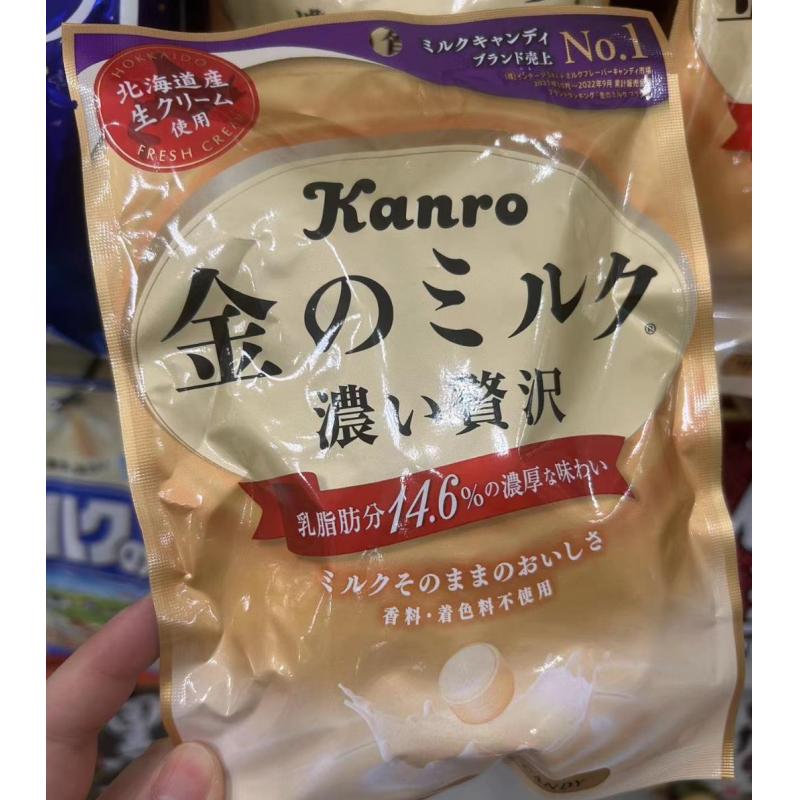 HOKKAIDO
北海道産
生クリーム
使用
FRESH CREAM
ミルクキャンディ
ブランド売上 No.1
Kanro
金のミルク®
濃い贅沢
乳脂肪分14.6%の濃厚な味わい
ミルクそのままのおいしさ
香料・着色料不使用
CANDY